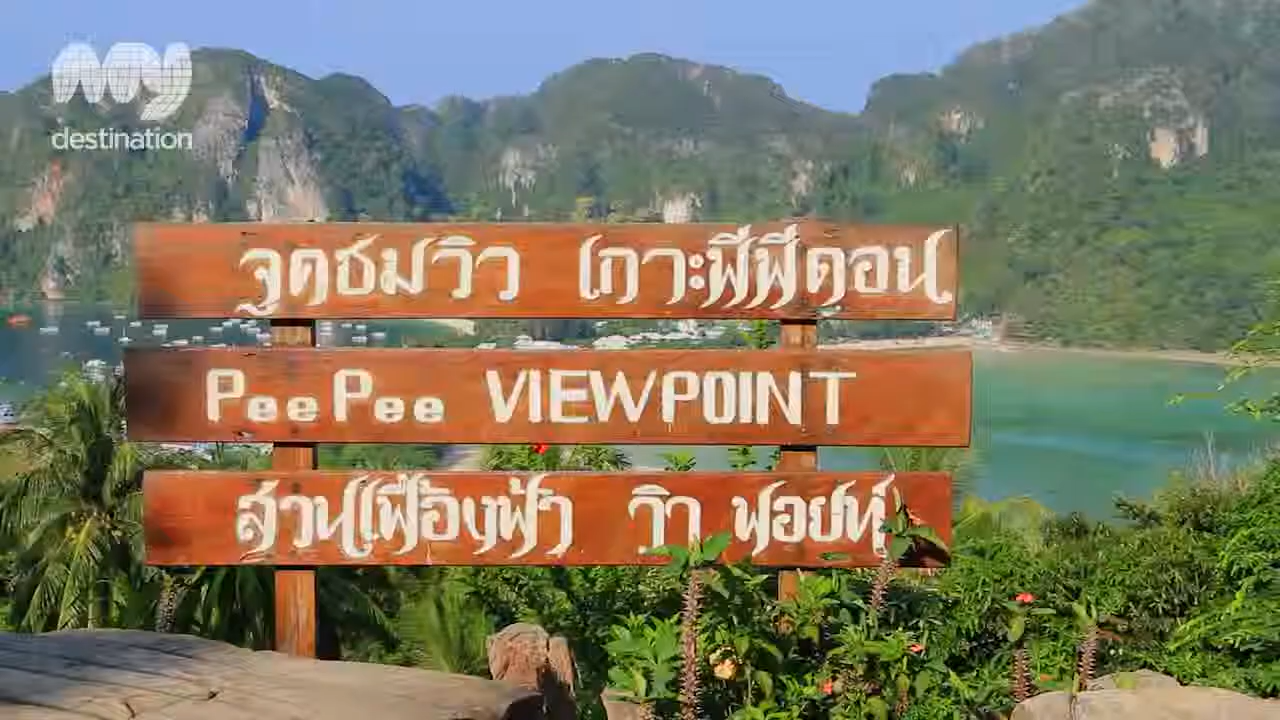 my
destination
จุดชมวิว เกาะพีพีดอน
PeePee VIEWPOINT
สวนเฟื่องฟ้า วิว พอยท์